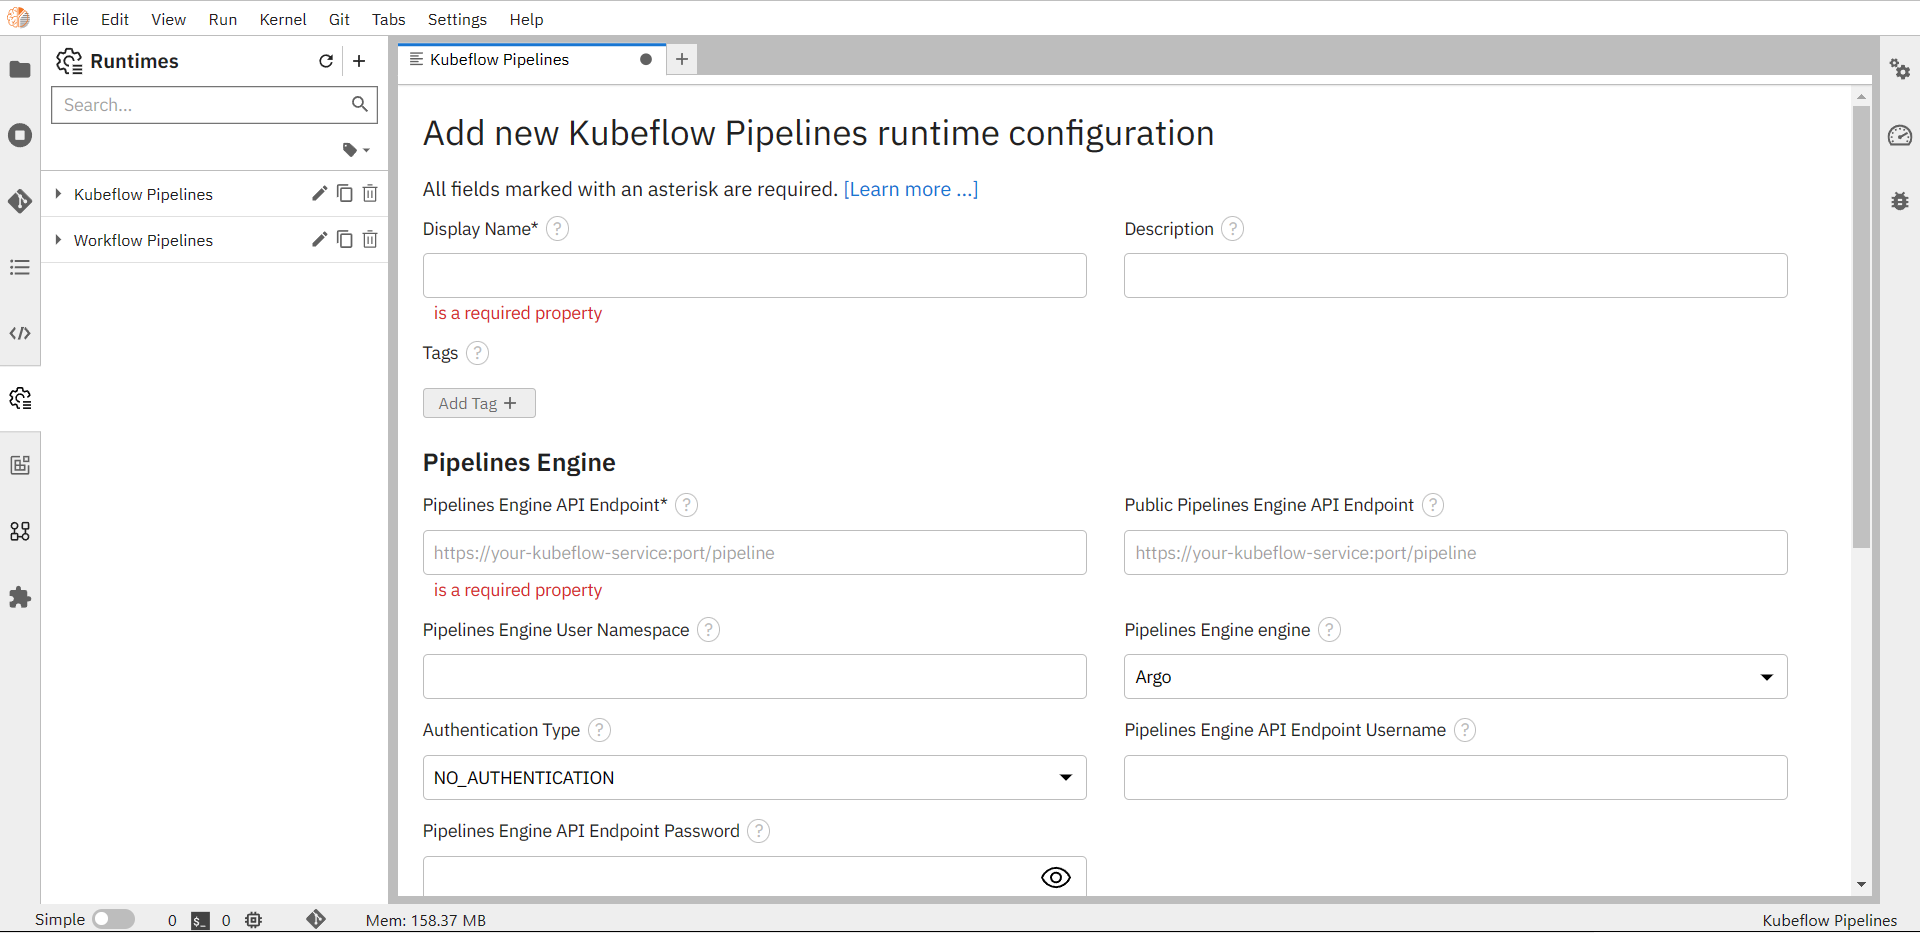 File Edit View Run Kernel Git Tabs Settings Help
Runtimes
Search...
Kubeflow Pipelines
Workflow Pipelines
Kubeflow Pipelines
Add new Kubeflow Pipelines runtime configuration
All fields marked with an asterisk are required. [Learn more ...]
Display Name* ?
Description ?
is a required property
Tags ?
Add Tag +
Pipelines Engine
Pipelines Engine API Endpoint* ?
Public Pipelines Engine API Endpoint ?
https://your-kubeflow-service:port/pipeline
https://your-kubeflow-service:port/pipeline
is a required property
Pipelines Engine User Namespace ?
Pipelines Engine engine ?
Argo
Authentication Type ?
Pipelines Engine API Endpoint Username ?
NO_AUTHENTICATION
Pipelines Engine API Endpoint Password ?
Simple 0 $_ 0 Mem: 158.37 MB Kubeflow Pipelines